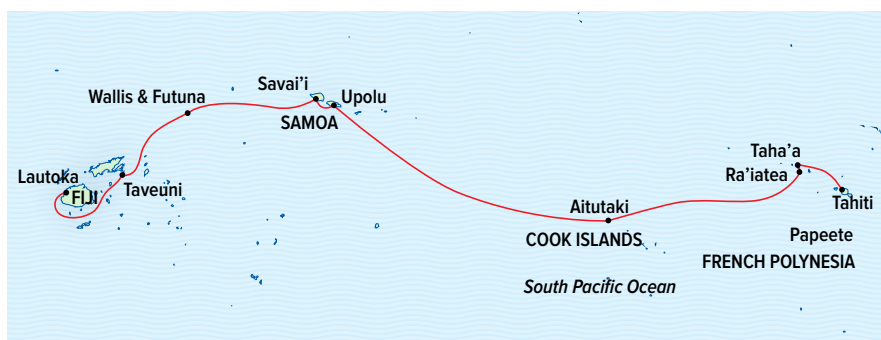 Savai'i
Wallis & Futuna
Upolu
SAMOA
Lautoka
FIJI
Taveuni
Taha'a
Ra'iatea
Tahiti
Aitutaki
COOK ISLANDS
Papeete
FRENCH POLYNESIA
South Pacific Ocean